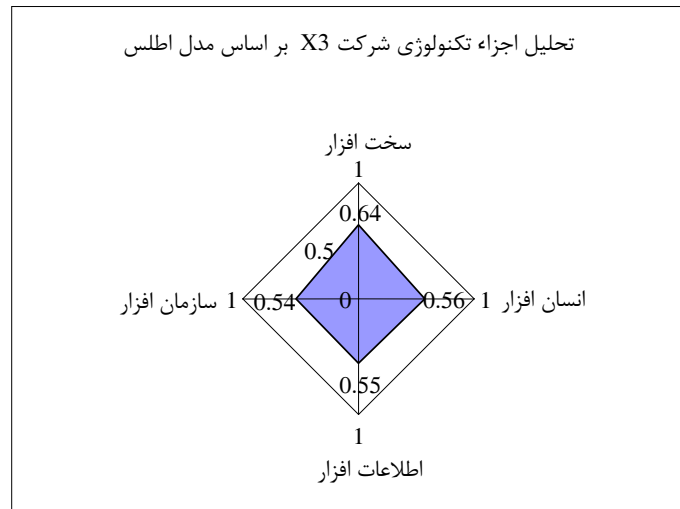 تحلیل اجزاء تکنولوژی شرکت X3 بر اساس مدل اطلس
سخت افزار
1
0.64
0.5
انسان افزار 1 0.56 0 0.54 1 سازمان افزار
0.55
1
اطلاعات افزار